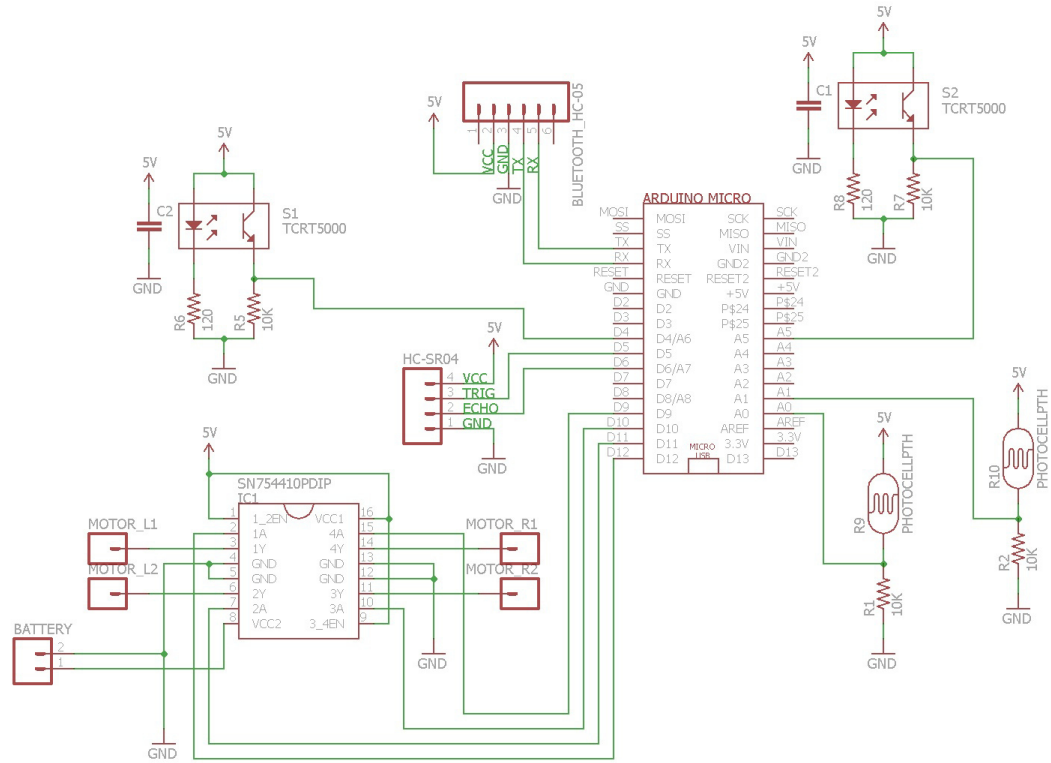 5V
5V
C1
S2
TCRT5000
R8
120
R7
10K
GND
GND
5V
1
2
3
4
5
6
VCC
GND
TX
RX
BLUETOOTH_HC-05
GND
5V
5V
C2
S1
TCRT5000
R6
120
R5
10K
GND
GND
ARDUINO MICRO
MOSI MOSI SCK SCK
SS SS MISO MISO
TX TX VIN VIN
RX RX GND2 GND2
RESET RESET RESET2 RESET2
GND GND +5V +5V
D2 D2 P$24 P$24
D3 D3 P$25 P$25
D4 D4/A6 A5 A5
D5 D5 A4 A4
D6 D6/A7 A3 A3
D7 D7 A2 A2
D8 D8/A8 A1 A1
D9 D9 A0 A0
D10 D10 AREF AREF
D11 D11 3.3V 3.3V
D12 D12 D13 D13
MICRO
USB
5V
HC-SR04
4 VCC
3 TRIG
2 ECHO
1 GND
GND
5V
R9
PHOTOCELLPTH
R1
10K
GND
5V
R10
PHOTOCELLPTH
R2
10K
GND
5V
SN754410PDIP
IC1
1 1_2EN VCC1 16
2 1A 4A 15
3 1Y 4Y 14
4 GND GND 13
5 GND GND 12
6 2Y 3Y 11
7 2A 3A 10
8 VCC2 3_4EN 9
MOTOR_L1
MOTOR_L2
MOTOR_R1
MOTOR_R2
BATTERY
2
1
GND
GND